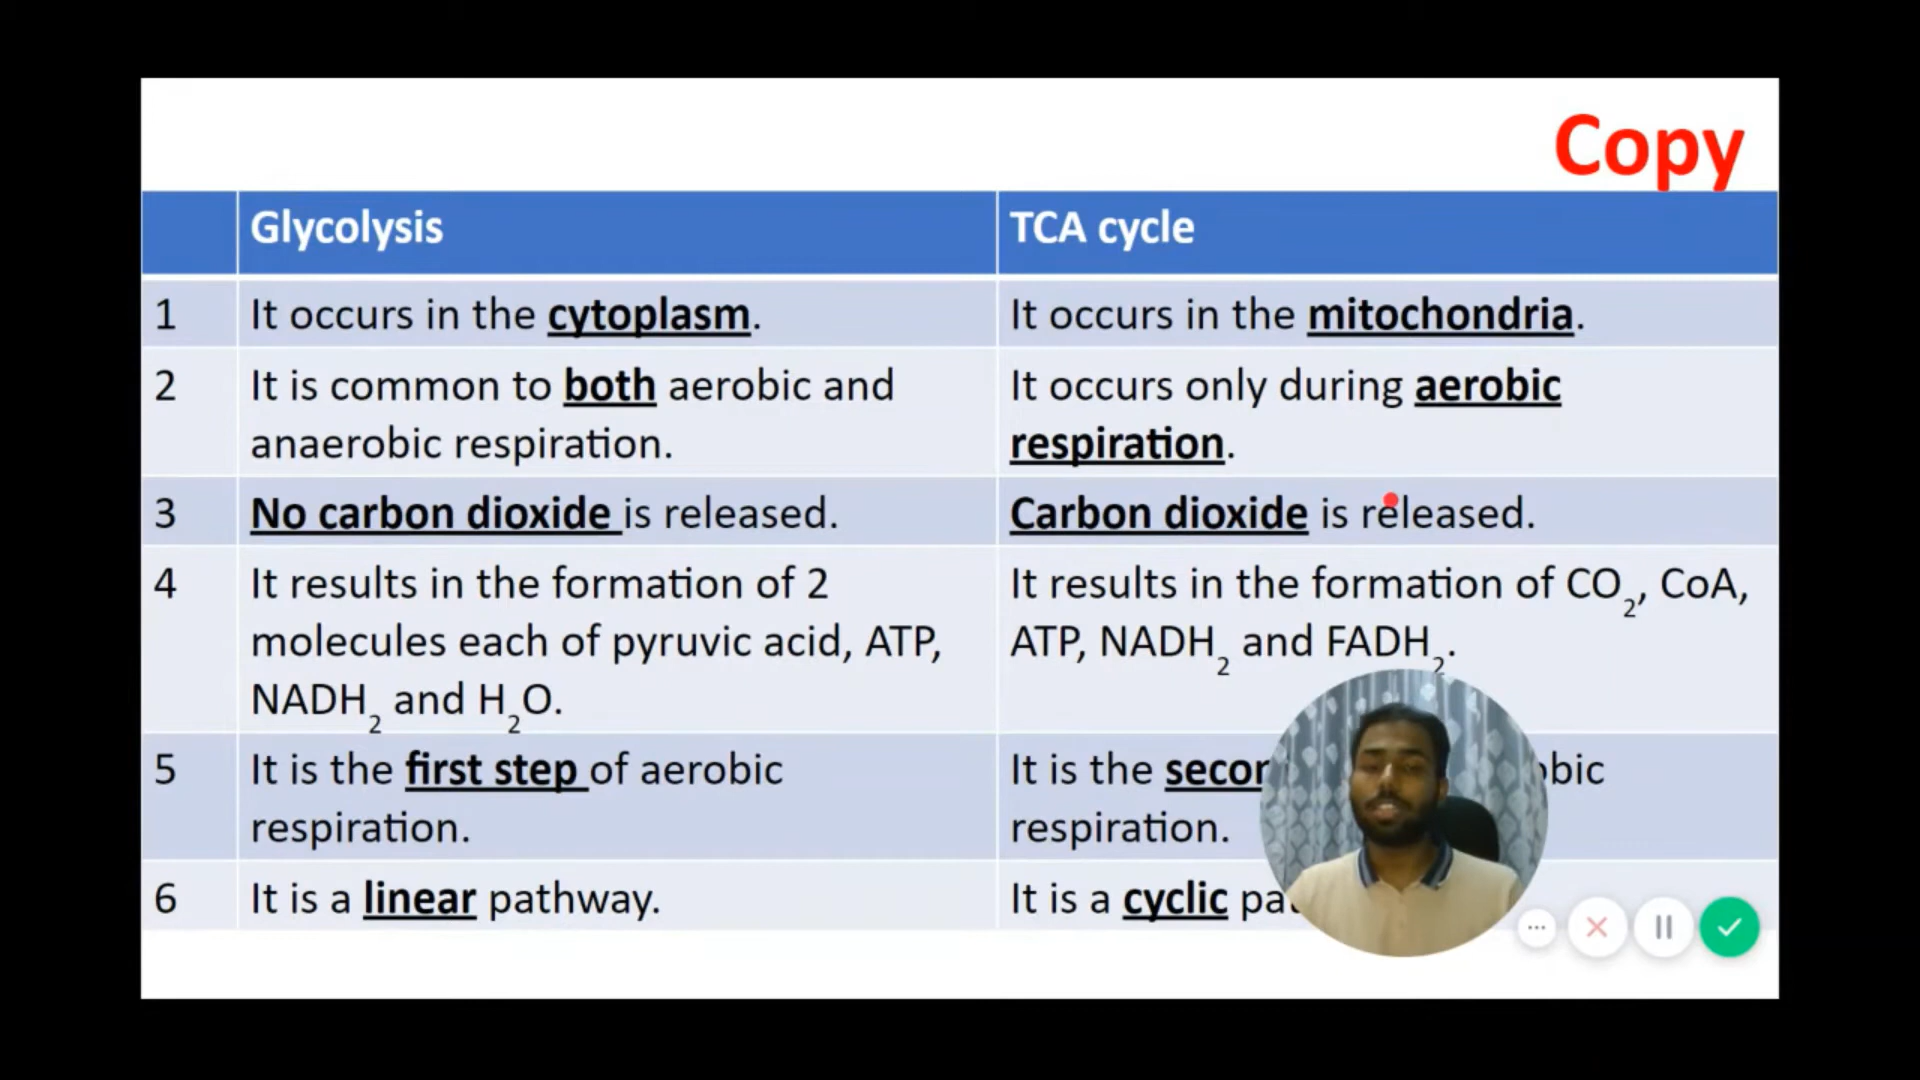 Copy
Glycolysis
TCA cycle
1
It occurs in the cytoplasm.
It occurs in the mitochondria.
2
It is common to both aerobic and
anaerobic respiration.
It occurs only during aerobic
respiration.
3
No carbon dioxide is released.
Carbon dioxide is released.
4
It results in the formation of 2
molecules each of pyruvic acid, ATP,
NADH₂ and H₂O.
It results in the formation of CO₂, CoA,
ATP, NADH₂ and FADH₂.
5
It is the first step of aerobic
respiration.
It is the
respiration.
6
It is a linear pathway.
It is a cyclic